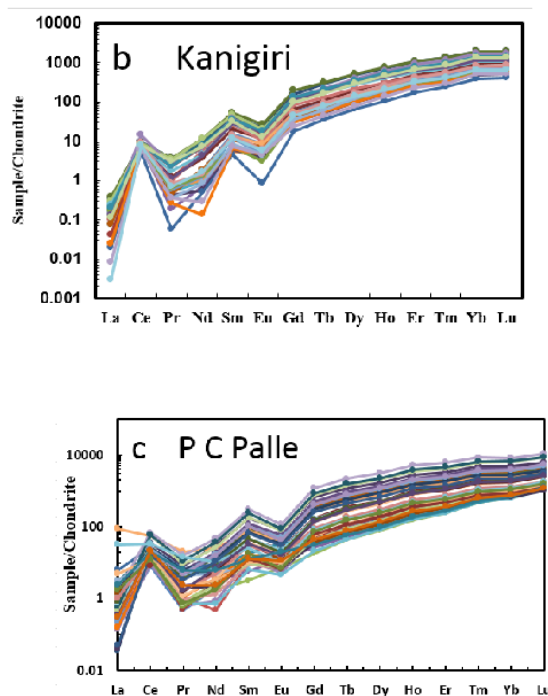 b Kanigiri
Sample/Chondrite
10000
1000
100
10
1
0.1
0.01
0.001
La Ce Pr Nd Sm Eu Gd Tb Dy Ho Er Tm Yb Lu
c P C Palle
Sample/Chondrite
10000
100
1
0.01
La Ce Pr Nd Sm Eu Gd Tb Dy Ho Er Tm Yb Lu